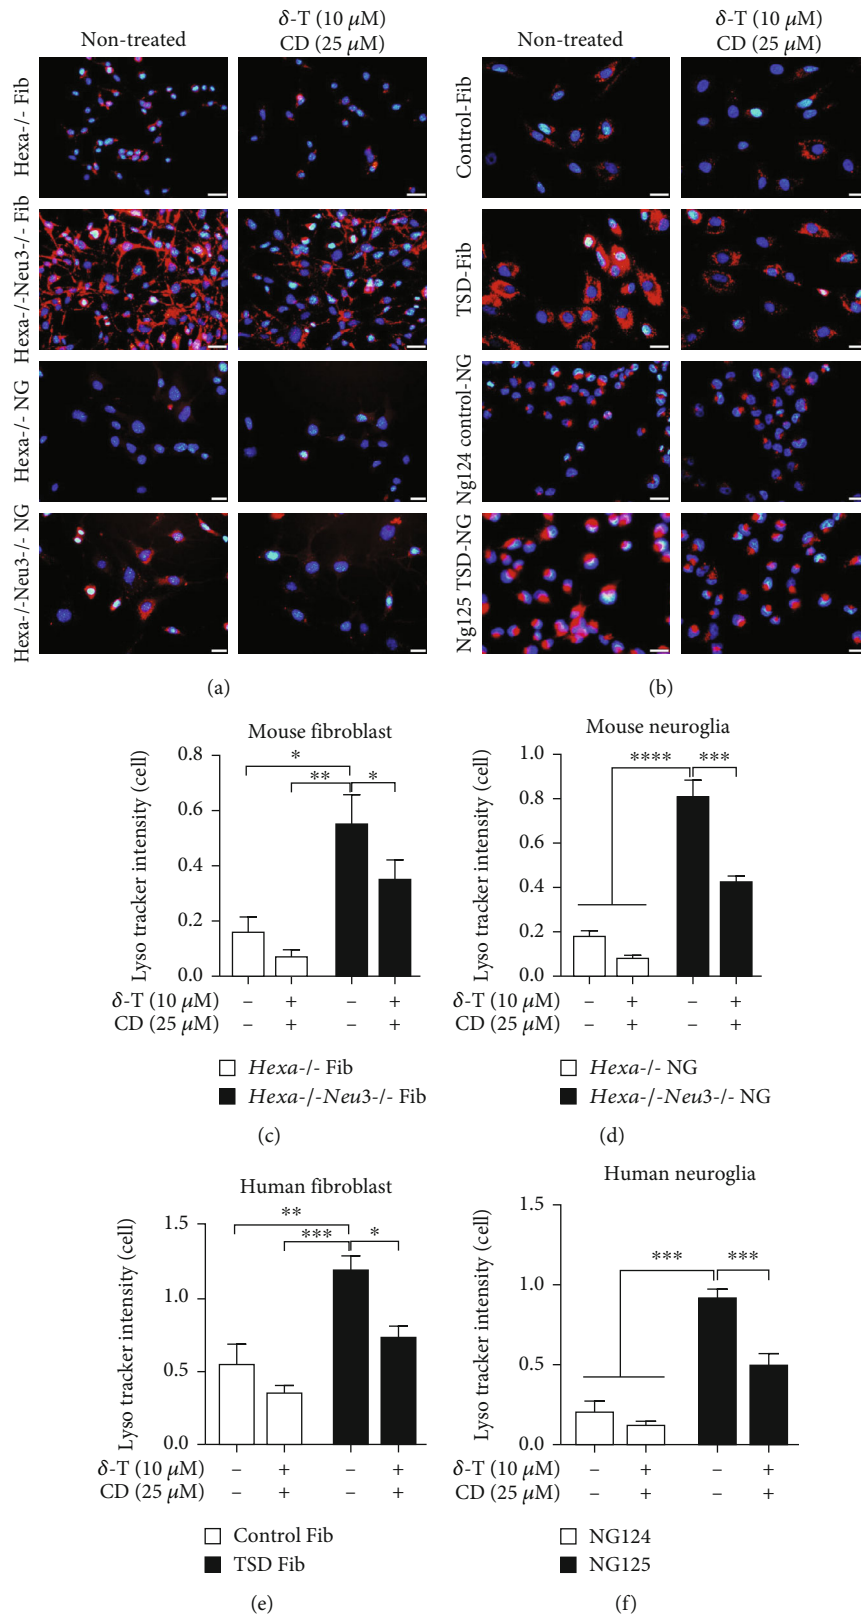 Non-treated
δ-T (10 μM)
CD (25 μM)
Hexa-/- Fib
Hexa-/-Neu3-/- Fib
Hexa-/- NG
Hexa-/-Neu3-/- NG
(a)
Non-treated
δ-T (10 μM)
CD (25 μM)
Control-Fib
TSD-Fib
Ng124 control-NG
Ng125 TSD-NG
(b)
Mouse fibroblast
Lyso tracker intensity (cell)
0.8
0.6
0.4
0.2
0.0
*
**
*
δ-T (10 μM) – + – +
CD (25 μM) – + – +
Hexa-/- Fib
Hexa-/-Neu3-/- Fib
(c)
Mouse neuroglia
Lyso tracker intensity (cell)
1.0
0.8
0.6
0.4
0.2
0.0
****
***
δ-T (10 μM) – + – +
CD (25 μM) – + – +
Hexa-/- NG
Hexa-/-Neu3-/- NG
(d)
Human fibroblast
Lyso tracker intensity (cell)
1.5
1.0
0.5
0.0
**
***
*
δ-T (10 μM) – + – +
CD (25 μM) – + – +
Control Fib
TSD Fib
(e)
Human neuroglia
Lyso tracker intensity (cell)
1.5
1.0
0.5
0.0
***
***
δ-T (10 μM) – + – +
CD (25 μM) – + – +
NG124
NG125
(f)